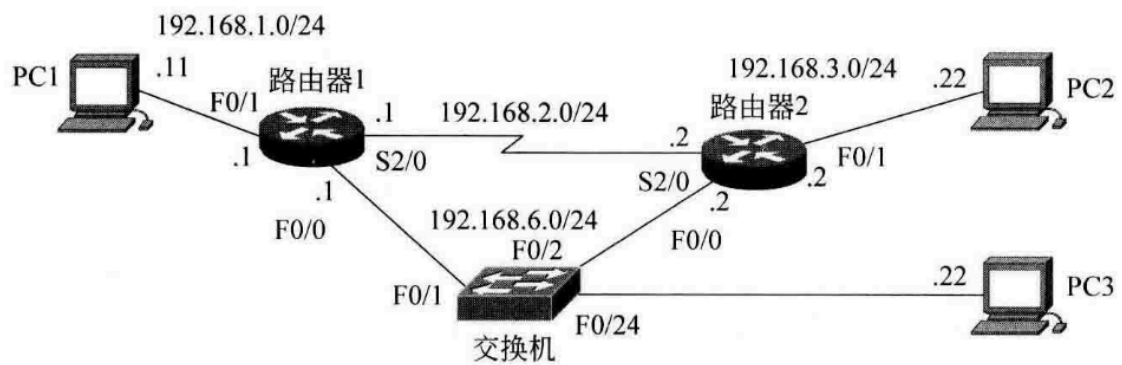 192.168.1.0/24
PC1
.11
路由器1
F0/1
.1
.1
S2/0
.1
F0/0
192.168.2.0/24
192.168.3.0/24
.22
PC2
路由器2
.2
F0/1
S2/0
.2
.2
F0/0
192.168.6.0/24
F0/2
F0/1
F0/24
交换机
.22
PC3